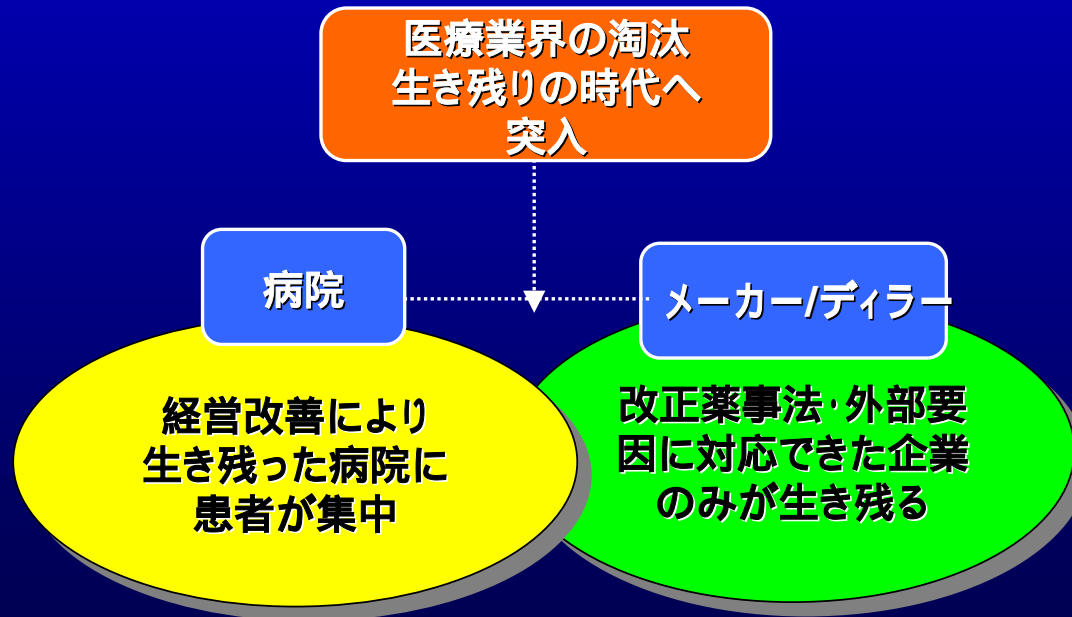 医療業界の淘汰
生き残りの時代へ
突入
病院
メーカー/ディラー
経営改善により
生き残った病院に
患者が集中
改正薬事法・外部要
因に対応できた企業
のみが生き残る